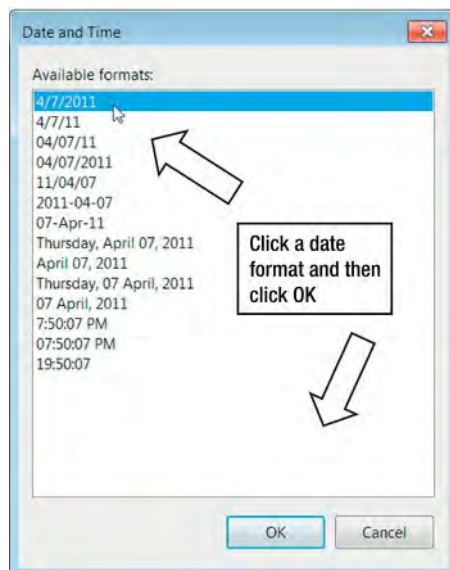 Date and Time
Available formats:
4/7/2011
4/7/11
04/07/11
04/07/2011
11/04/07
2011-04-07
07-Apr-11
Thursday, April 07, 2011
April 07, 2011
Thursday, 07 April, 2011
07 April, 2011
7:50:07 PM
07:50:07 PM
19:50:07
Click a date
format and then
click OK
OK
Cancel